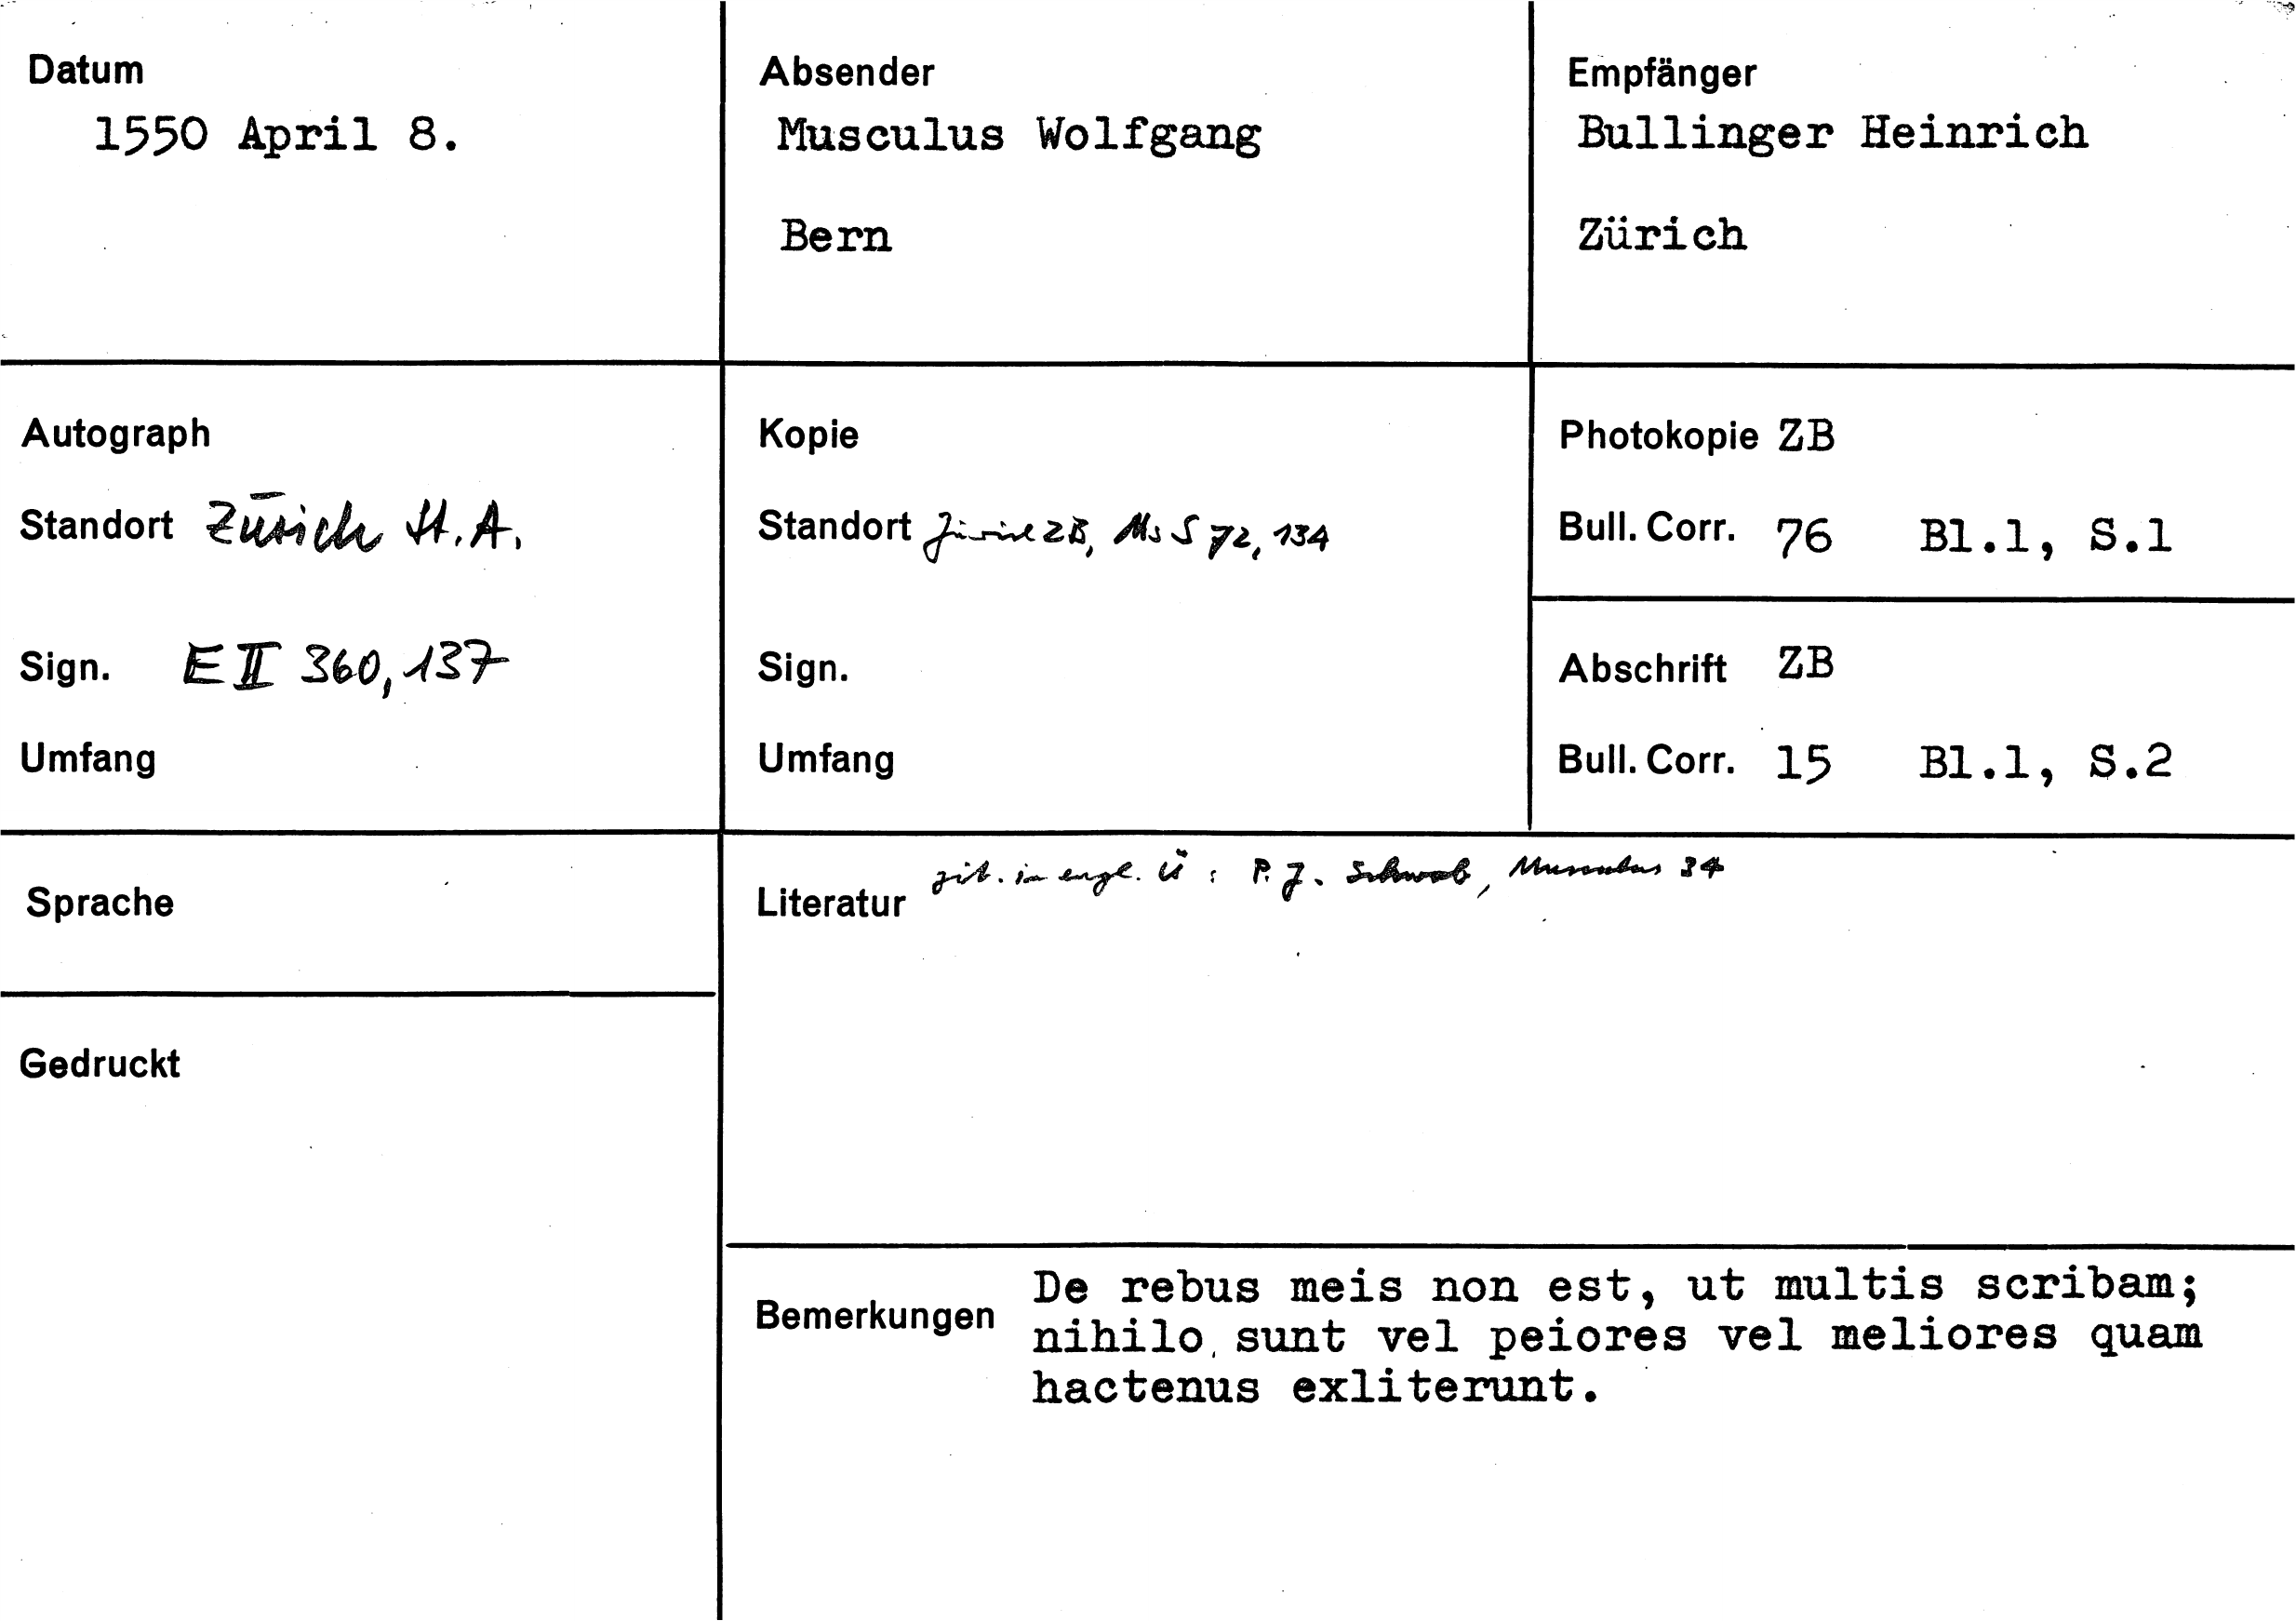 Datum
1550 April 8.
Absender
Musculus Wolfgang
Bern
Empfänger
Bullinger Heinrich
Zürich
Autograph
Standort Zürich St.A.
Sign. E II 360, 137
Umfang
Kopie
Standort Zürich ZB, Ms S 72, 134
Sign.
Umfang
Photokopie ZB
Bull. Corr. 76 Bl.1, S.1
Abschrift ZB
Bull. Corr. 15 Bl.1, S.2
Sprache
Gedruckt
Literatur zit. in engl. Ü : P. J. Schwab, Musculus 34
Bemerkungen
De rebus meis non est, ut multis scribam;
nihilo sunt vel peiores vel meliores quam
hactenus exliterunt.